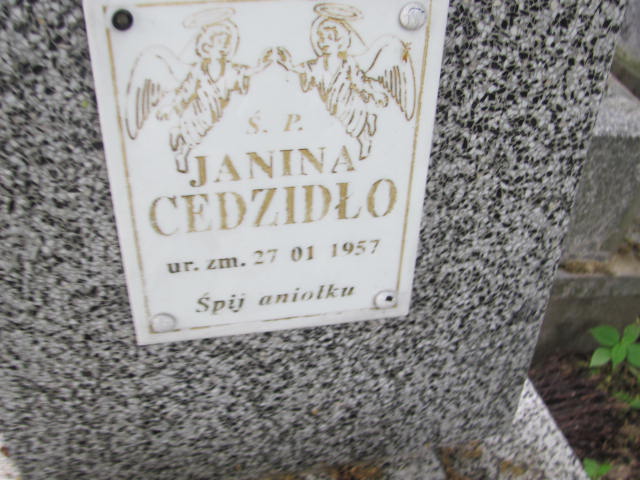 Ś. P.
JANINA
CEDZIDŁO
ur. zm. 27 01 1957
Śpij aniołku